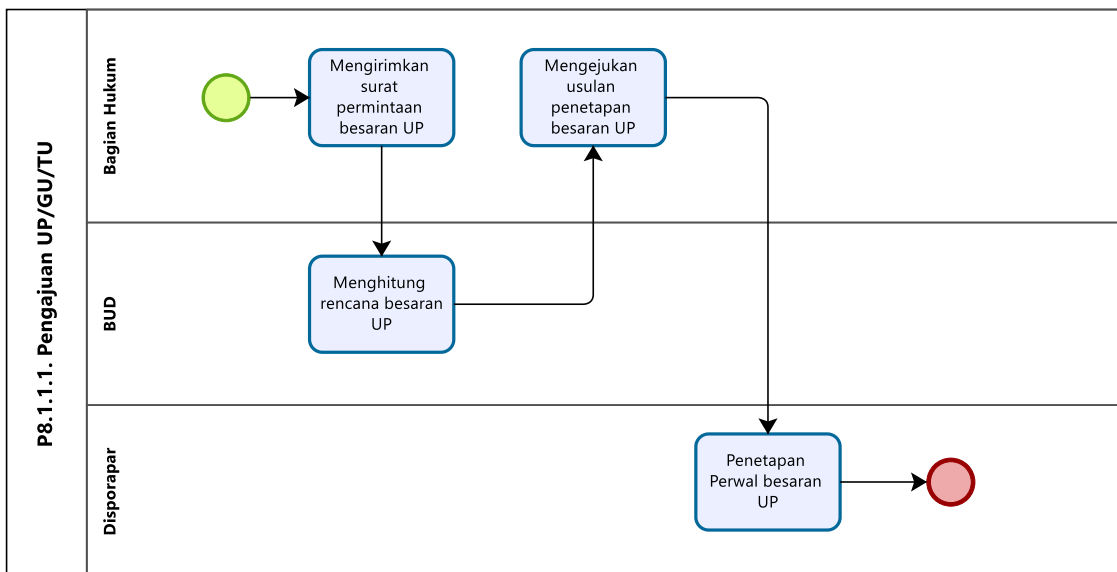 P8.1.1.1. Pengajuan UP/GU/TU
Bagian Hukum
Mengirimkan
surat
permintaan
besaran UP
Mengejukan
usulan
penetapan
besaran UP
BUD
Menghitung
rencana besaran
UP
Disporapar
Penetapan
Perwal besaran
UP